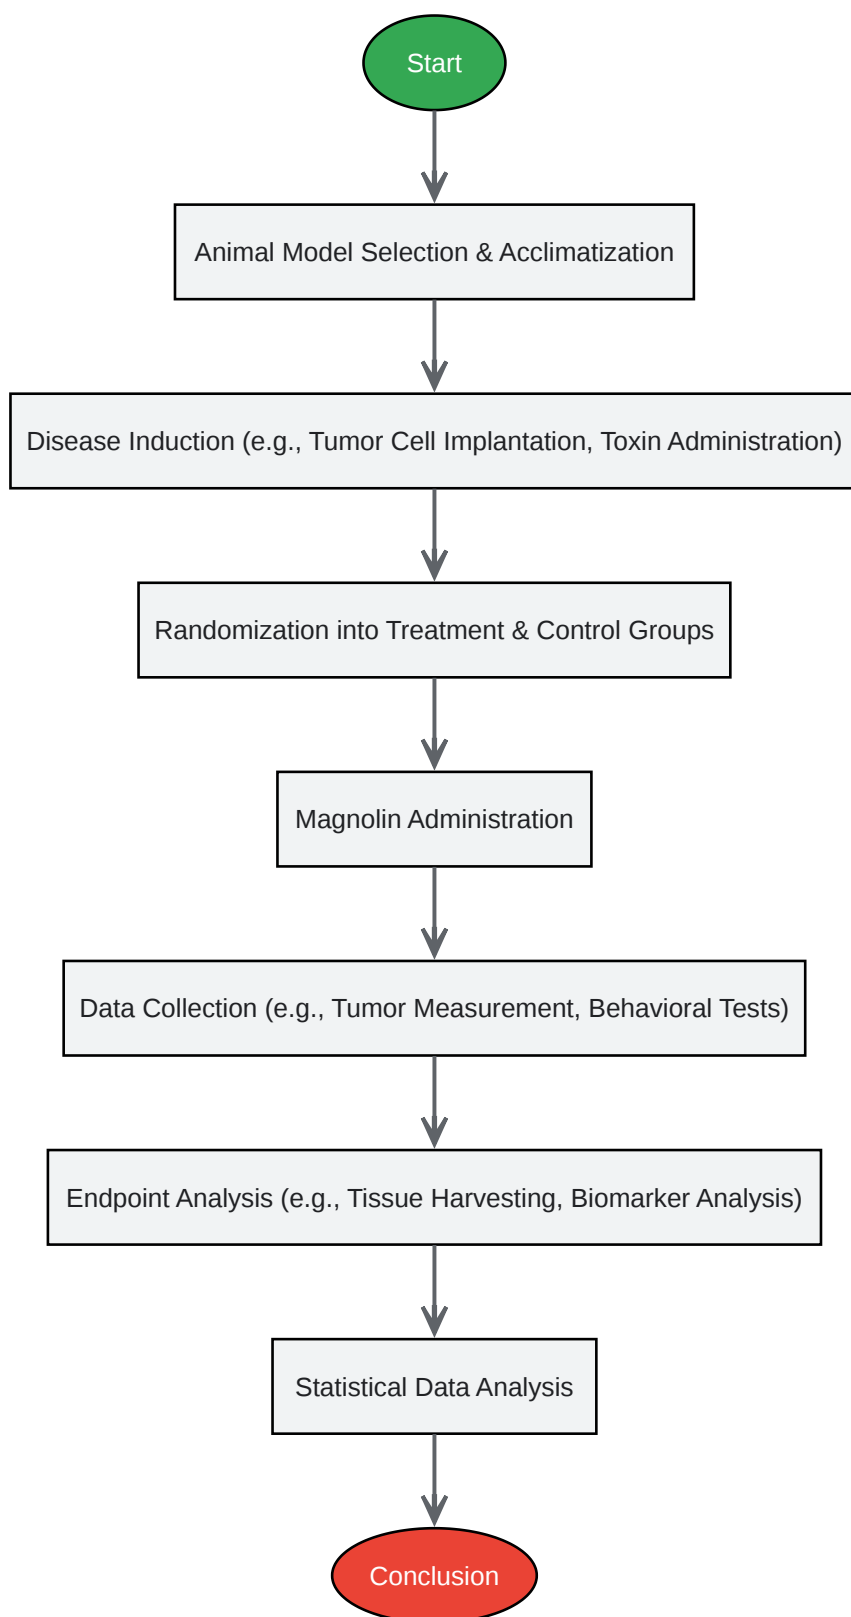 Start
Animal Model Selection & Acclimatization
Disease Induction (e.g., Tumor Cell Implantation, Toxin Administration)
Randomization into Treatment & Control Groups
Magnolin Administration
Data Collection (e.g., Tumor Measurement, Behavioral Tests)
Endpoint Analysis (e.g., Tissue Harvesting, Biomarker Analysis)
Statistical Data Analysis
Conclusion